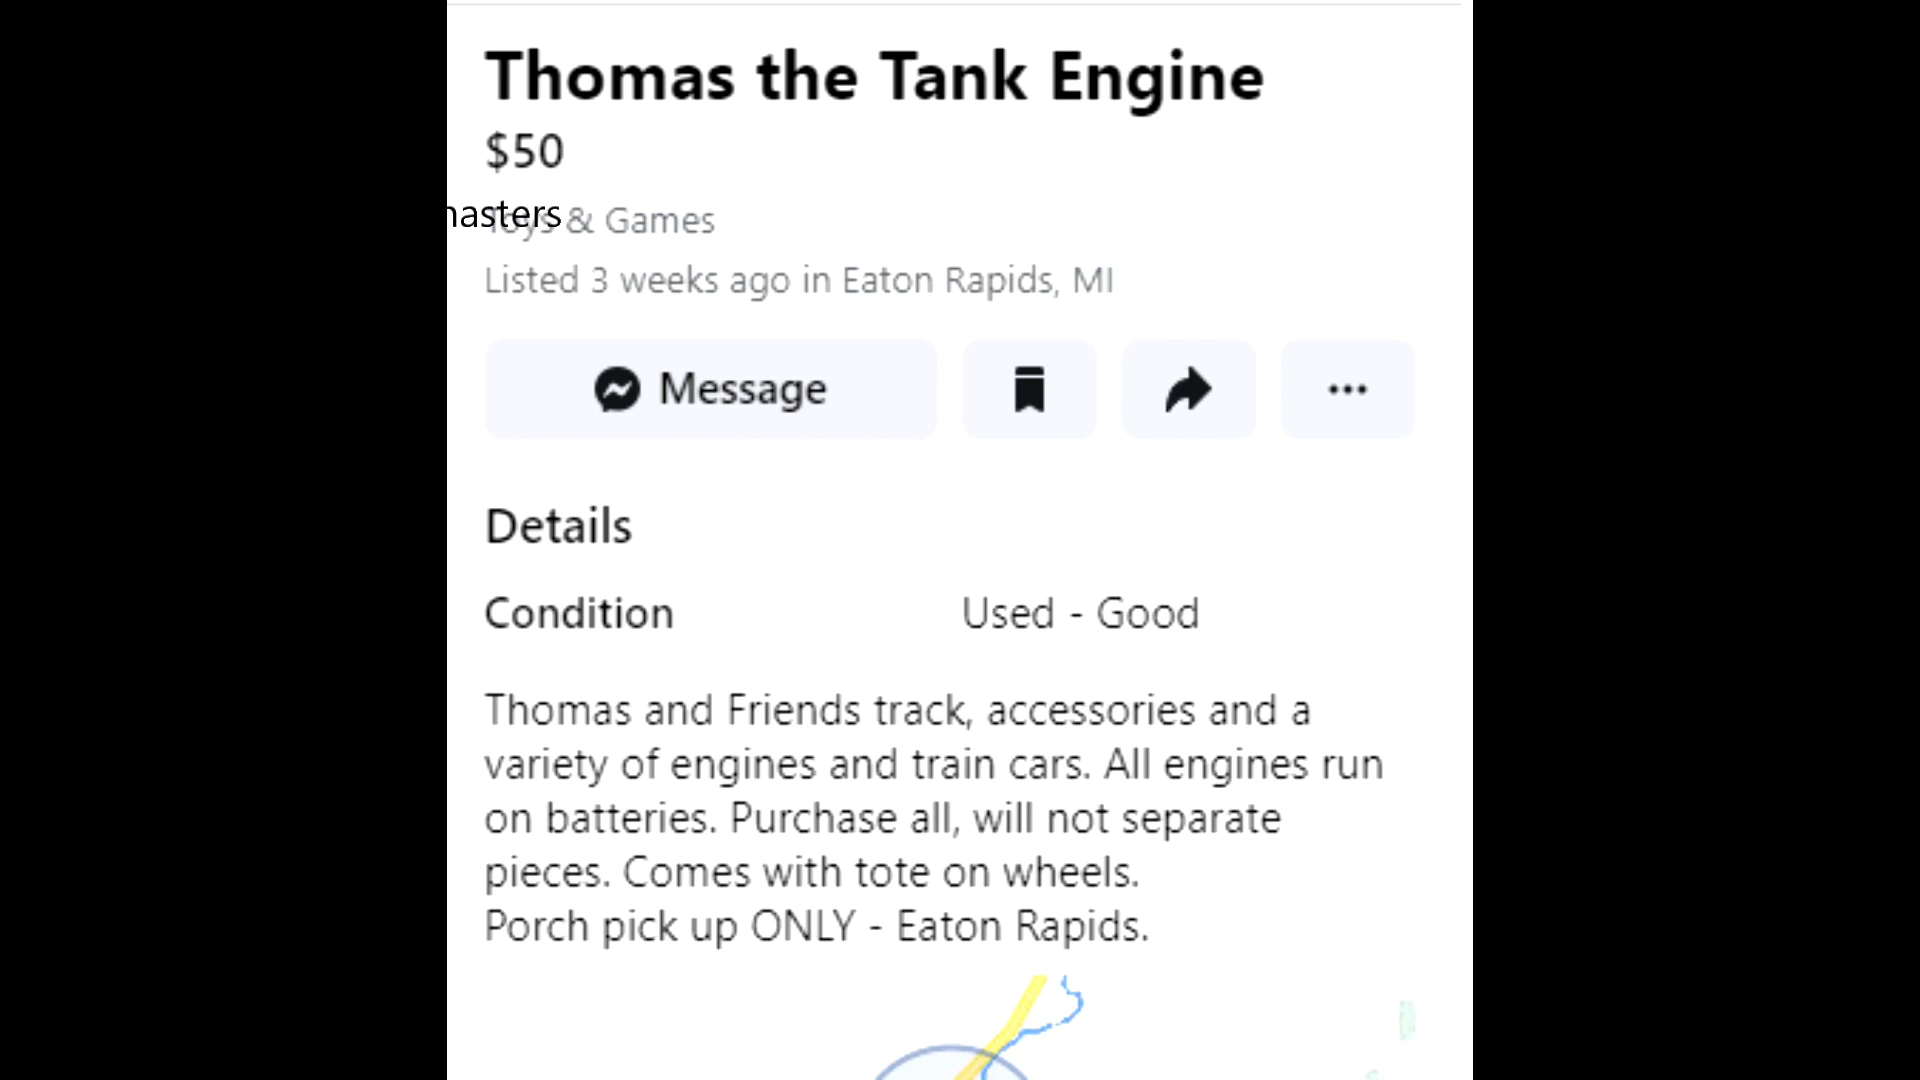 Thomas the Tank Engine
$50
Toys & Games
Listed 3 weeks ago in Eaton Rapids, MI
Message
Details
Condition Used - Good
Thomas and Friends track, accessories and a
variety of engines and train cars. All engines run
on batteries. Purchase all, will not separate
pieces. Comes with tote on wheels.
Porch pick up ONLY - Eaton Rapids.